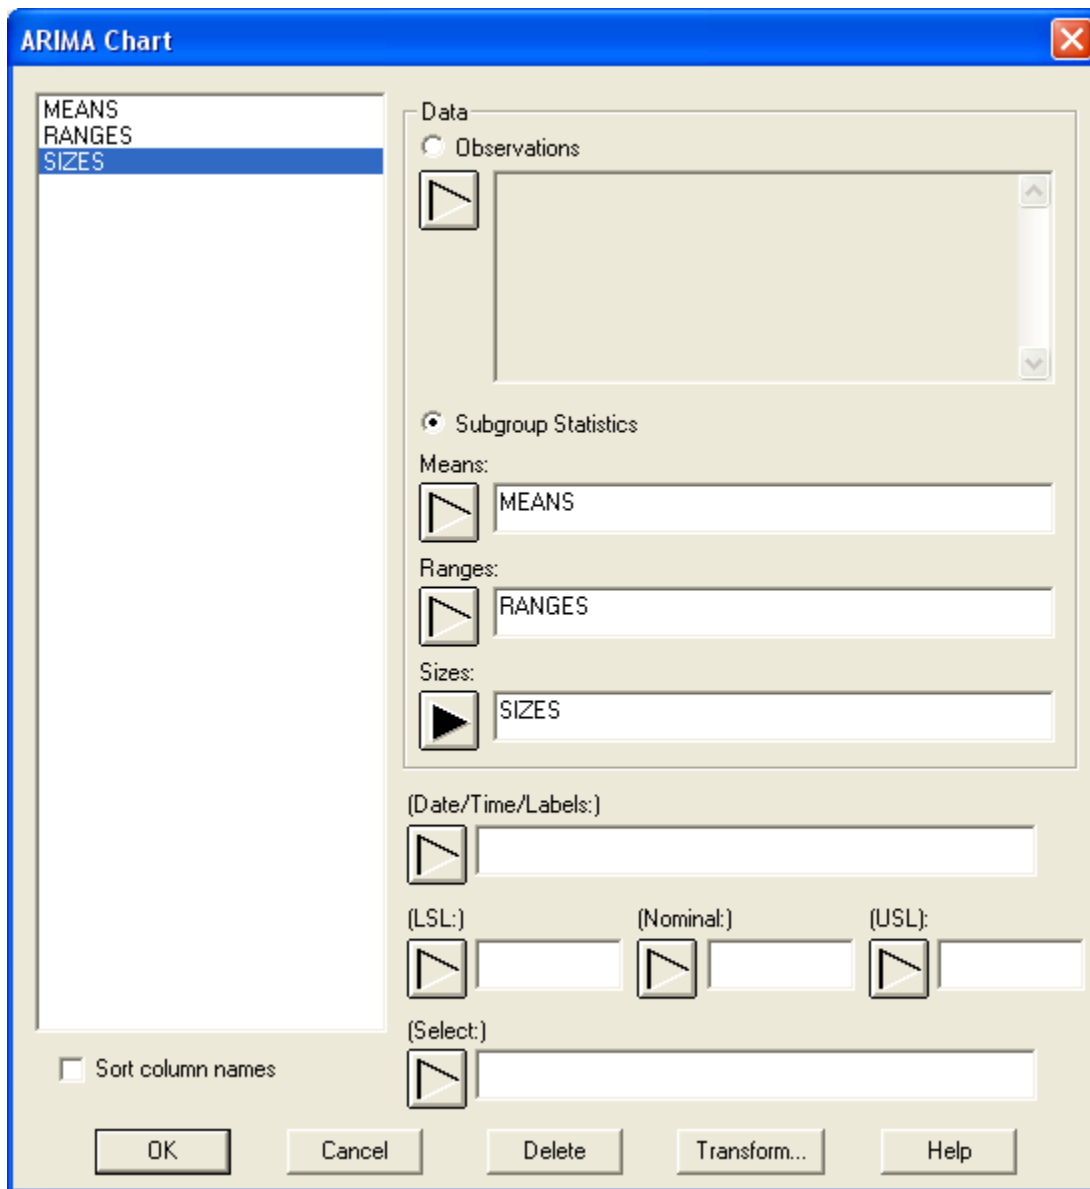 ARIMA Chart
MEANS
RANGES
SIZES
Data
Observations
Subgroup Statistics
Means:
MEANS
Ranges:
RANGES
Sizes:
SIZES
(Date/Time/Labels:)
(LSL:) (Nominal:) (USL):
(Select:)
Sort column names
OK Cancel Delete Transform... Help